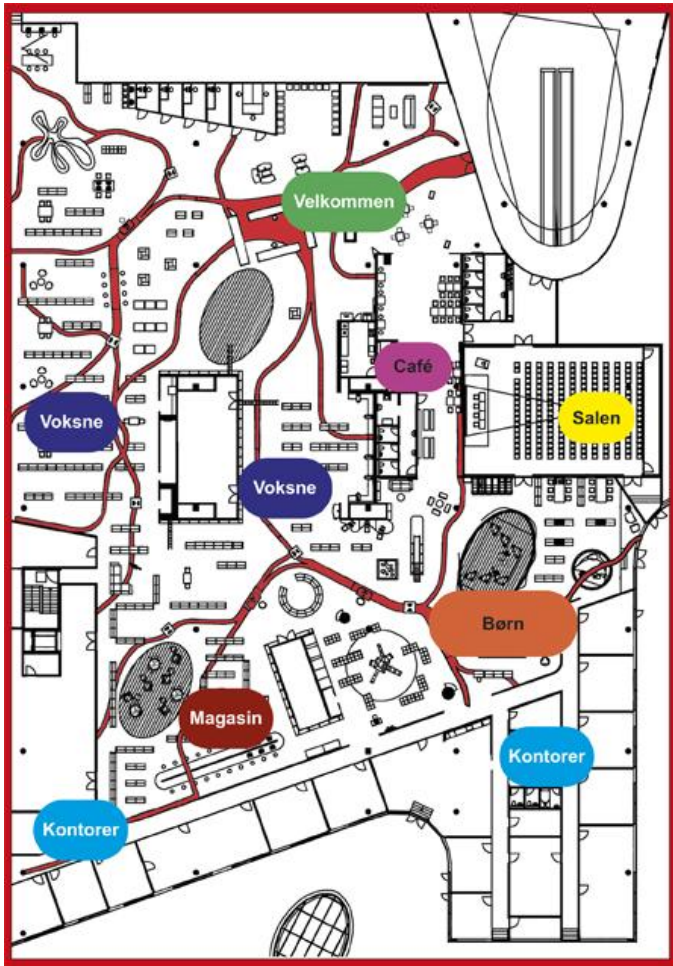 Velkommen
Café
Voksne
Salen
Voksne
Børn
Magasin
Kontorer
Kontorer